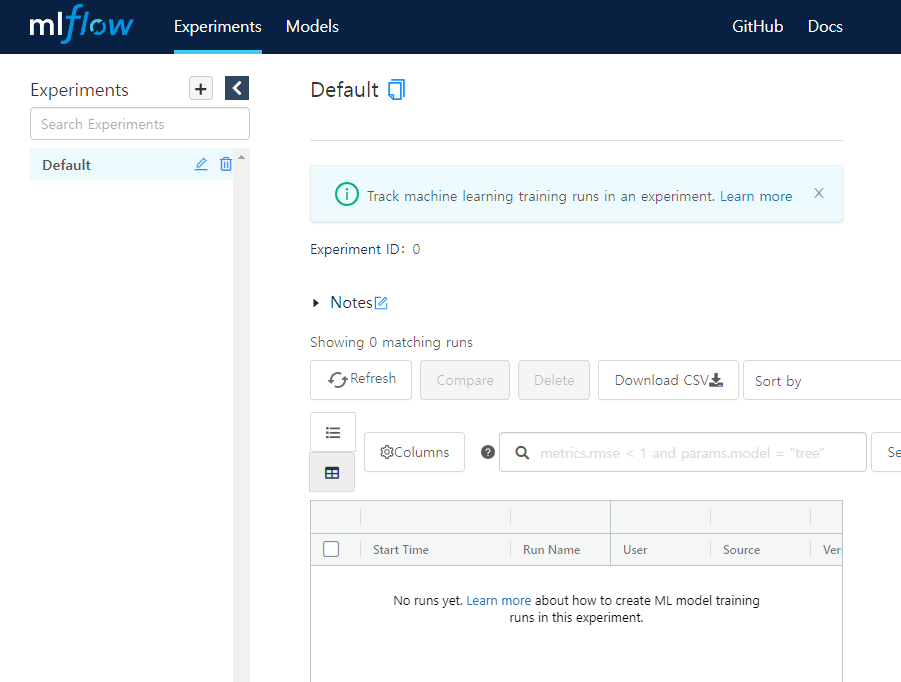 mlflow Experiments Models GitHub Docs
Experiments
Search Experiments
Default
Default
Track machine learning training runs in an experiment. Learn more
Experiment ID: 0
Notes
Showing 0 matching runs
Refresh Compare Delete Download CSV Sort by
Columns ? metrics.rmse < 1 and params.model = "tree" Se
Start Time Run Name User Source Ver
No runs yet. Learn more about how to create ML model training
runs in this experiment.